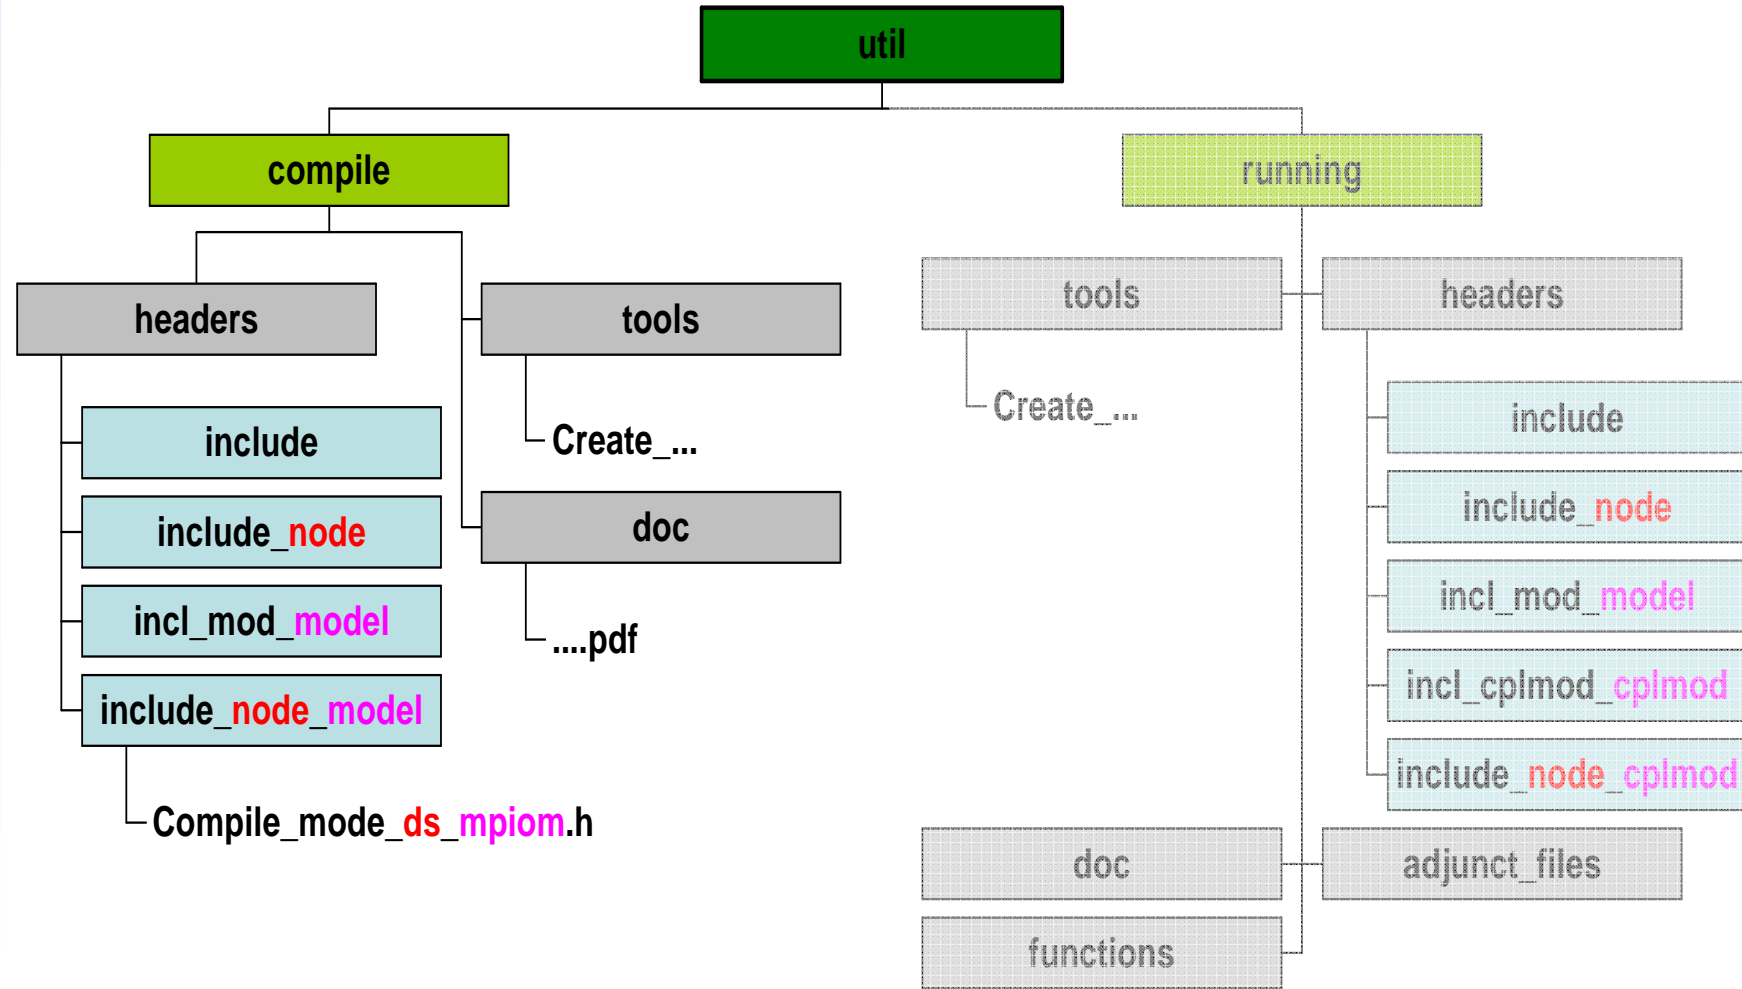 util
compile
headers
include
include_node
incl_mod_model
include_node_model
Compile_mode_ds_mpiom.h
tools
Create_...
doc
....pdf
running
tools
Create_...
headers
include
include_node
incl_mod_model
incl_cplmod_cplmod
include_node_cplmod
doc
adjunct_files
functions